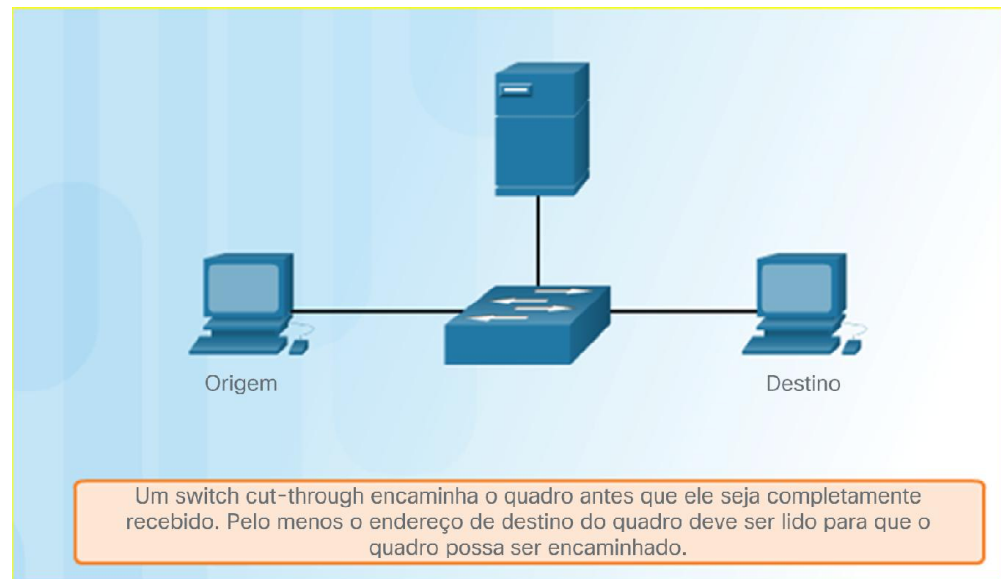 Origem
Destino
Um switch cut-through encaminha o quadro antes que ele seja completamente
recebido. Pelo menos o endereço de destino do quadro deve ser lido para que o
quadro possa ser encaminhado.